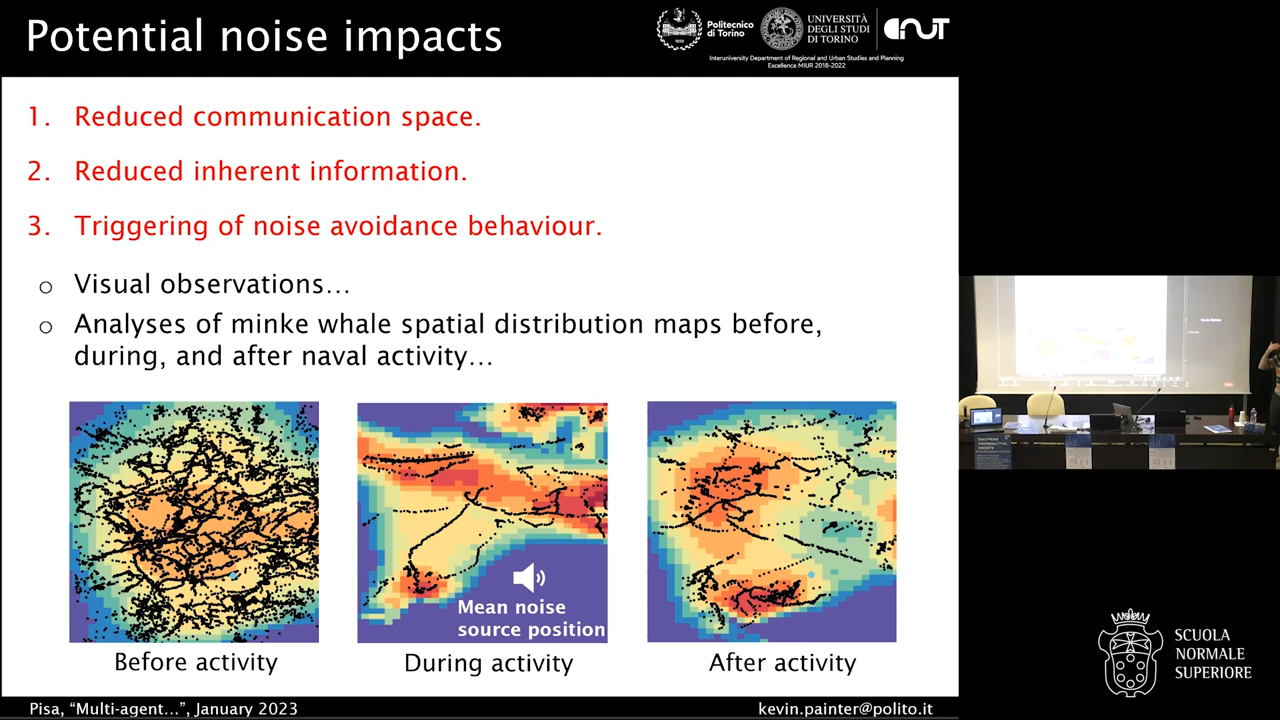 Potential noise impacts
Politecnico
di Torino
UNIVERSITÀ
DEGLI STUDI
DI TORINO
Interuniversity Department of Regional and Urban Studies and Planning
Excellence MIUR 2018-2022
1. Reduced communication space.
2. Reduced inherent information.
3. Triggering of noise avoidance behaviour.
o Visual observations…
o Analyses of minke whale spatial distribution maps before,
during, and after naval activity…
Mean noise
source position
Before activity
During activity
After activity
Pisa, “Multi-agent…”, January 2023
kevin.painter@polito.it
SCUOLA
NORMALE
SUPERIORE